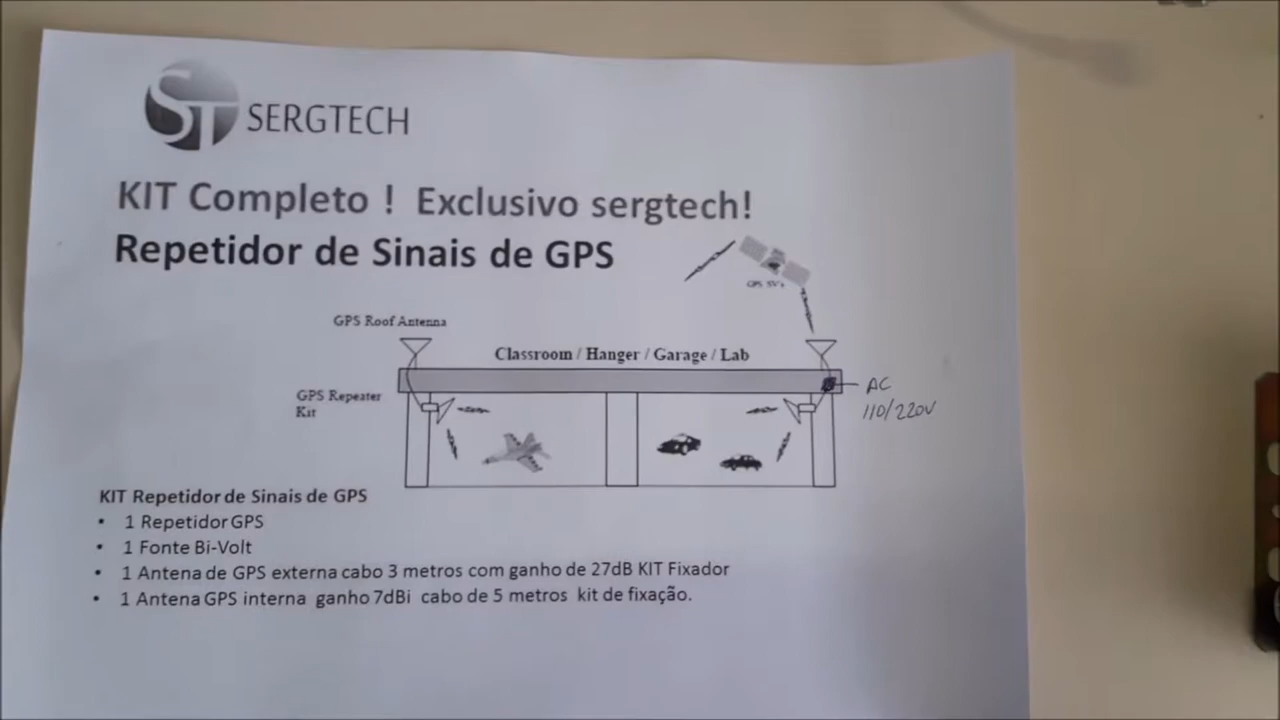 ST SERGTECH
KIT Completo ! Exclusivo sergtech!
Repetidor de Sinais de GPS
GPS SV's
GPS Roof Antenna
Classroom / Hanger / Garage / Lab
GPS Repeater
Kit
AC
110/220V
KIT Repetidor de Sinais de GPS
• 1 Repetidor GPS
• 1 Fonte Bi-Volt
• 1 Antena de GPS externa cabo 3 metros com ganho de 27dB KIT Fixador
• 1 Antena GPS interna ganho 7dBi cabo de 5 metros kit de fixação.